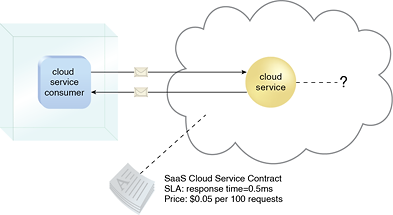 cloud
service
consumer
cloud
service
?
A
SaaS Cloud Service Contract
SLA: response time=0.5ms
Price: $0.05 per 100 requests